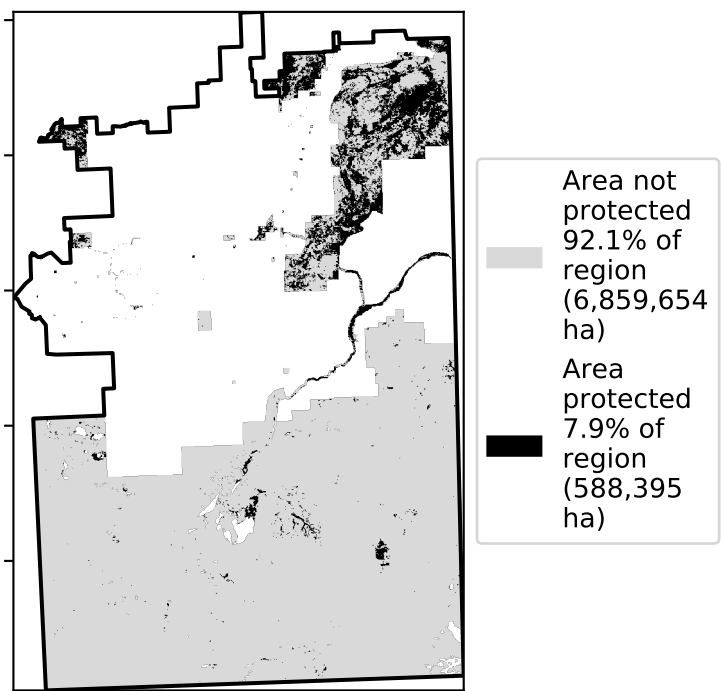 Area not
protected
92.1% of
region
(6,859,654
ha)
Area
protected
7.9% of
region
(588,395
ha)